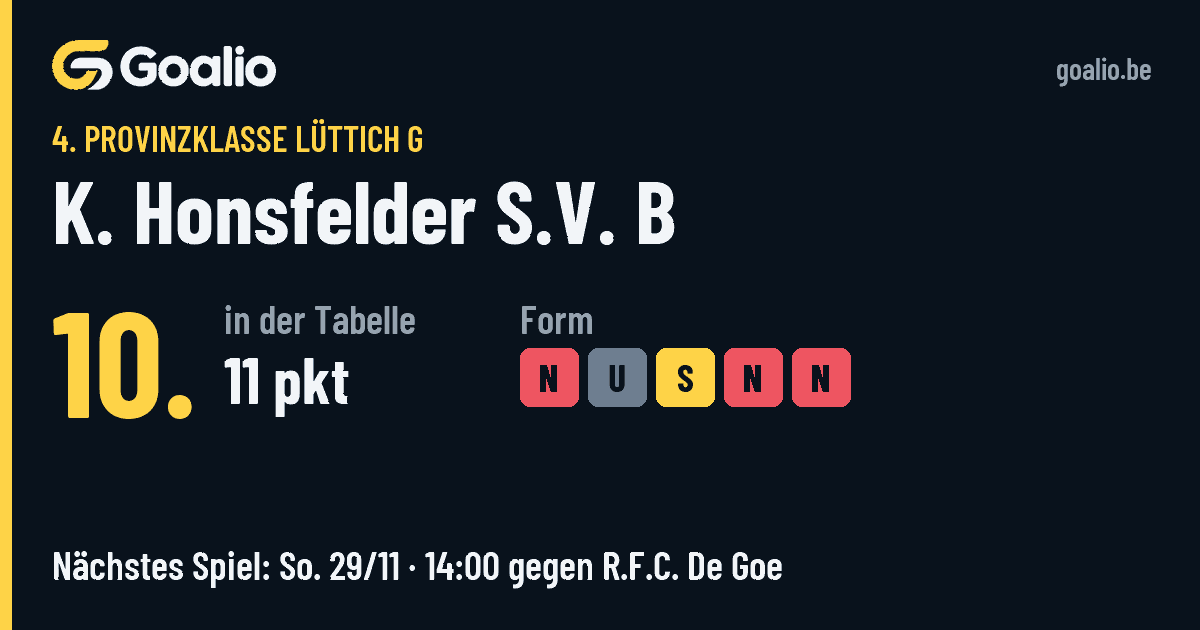 Goalio
goalio.be
4. PROVINZKLASSE LÜTTICH G
K. Honsfelder S.V. B
10.
in der Tabelle
11 pkt
Form
N U S N N
Nächstes Spiel: So. 29/11 · 14:00 gegen R.F.C. De Goe